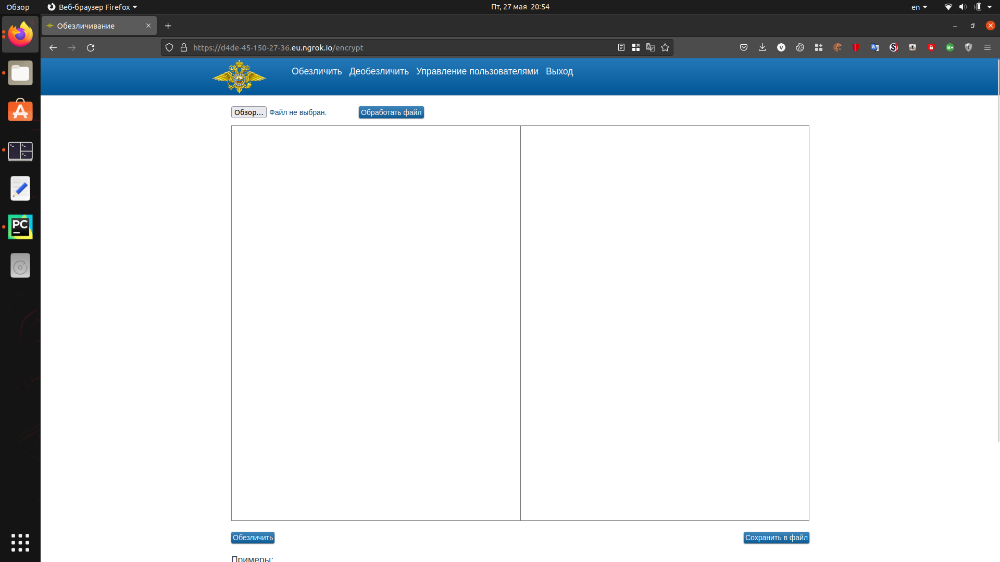 Обзор
Веб-браузер Firefox
Пт, 27 мая 20:54
en
Обезличивание
https://d4de-45-150-27-36.eu.ngrok.io/encrypt
Обезличить Деобезличить Управление пользователями Выход
Обзор... Файл не выбран. Обработать файл
PC
Обезличить
Сохранить в файл
Примеры: